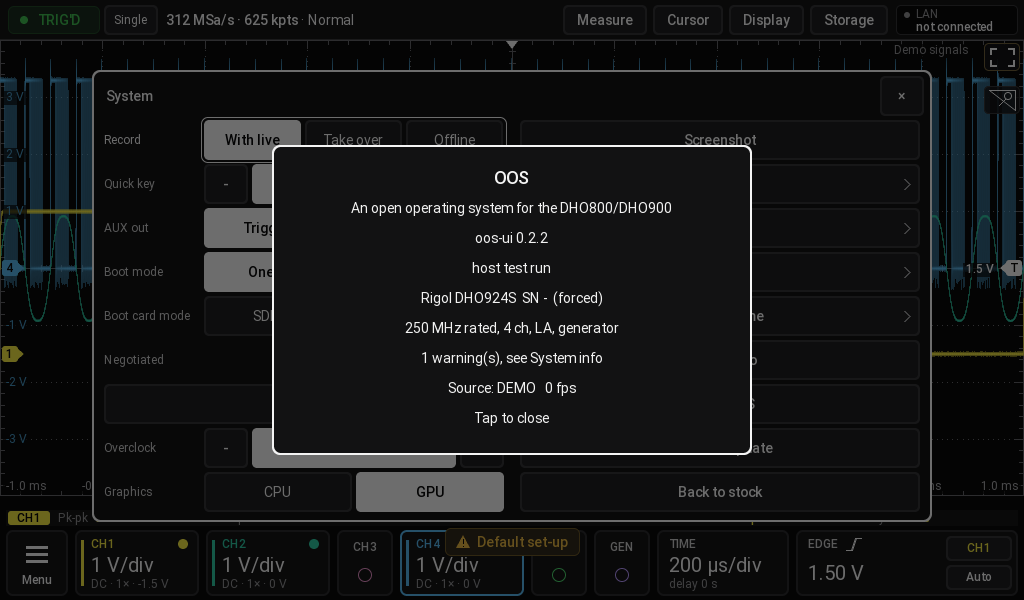 TRIG'D
Single
312 MSa/s · 625 kpts · Normal
Measure
Cursor
Display
Storage
LAN
not connected
Demo signals
System
×
Record
With live
Take over
Offline
Screenshot
Quick key
-
AUX out
Boot mode
Boot card mode
Negotiated
Overclock
-
Graphics
CPU
GPU
Back to stock
OOS
An open operating system for the DHO800/DHO900
oos-ui 0.2.2
host test run
Rigol DHO924S SN - (forced)
250 MHz rated, 4 ch, LA, generator
1 warning(s), see System info
Source: DEMO 0 fps
Tap to close
3 V
2 V
1 V
4
-1 V
1
-2 V
-3 V
1.5 V
T
-1.0 ms
1.0 ms
CH1
Pk-pk
Menu
CH1
1 V/div
DC · 1× · -1.5 V
CH2
1 V/div
DC · 1× · 0 V
CH3
CH4
1 V/div
DC · 1× · 0 V
Default set-up
GEN
TIME
200 µs/div
delay 0 s
EDGE
1.50 V
CH1
Auto